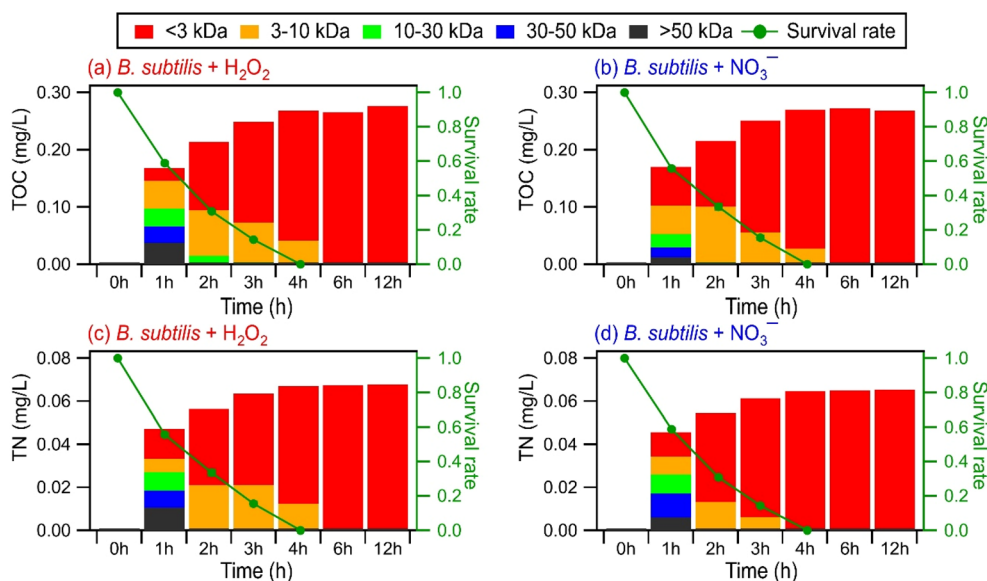 <3 kDa 3-10 kDa 10-30 kDa 30-50 kDa >50 kDa Survival rate
(a) B. subtilis + H₂O₂
TOC (mg/L)
0.30
0.20
0.10
0.00
1.0
0.8
0.6
0.4
0.2
0.0
Survival rate
0h 1h 2h 3h 4h 6h 12h
Time (h)
(b) B. subtilis + NO₃⁻
TOC (mg/L)
0.30
0.20
0.10
0.00
1.0
0.8
0.6
0.4
0.2
0.0
Survival rate
0h 1h 2h 3h 4h 6h 12h
Time (h)
(c) B. subtilis + H₂O₂
TN (mg/L)
0.08
0.06
0.04
0.02
0.00
1.0
0.8
0.6
0.4
0.2
0.0
Survival rate
0h 1h 2h 3h 4h 6h 12h
Time (h)
(d) B. subtilis + NO₃⁻
TN (mg/L)
0.08
0.06
0.04
0.02
0.00
1.0
0.8
0.6
0.4
0.2
0.0
Survival rate
0h 1h 2h 3h 4h 6h 12h
Time (h)